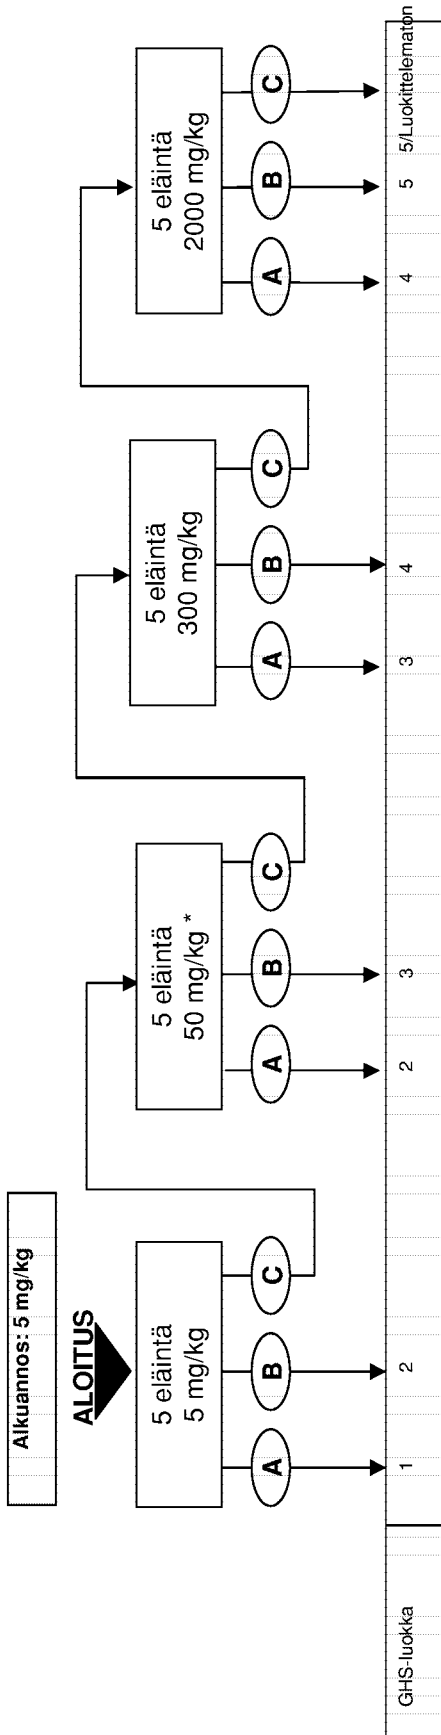 Alkuannos: 5 mg/kg
ALOITUS
5 eläintä
5 mg/kg
A
B
C
5 eläintä
50 mg/kg *
A
B
C
5 eläintä
300 mg/kg
A
B
C
5 eläintä
2000 mg/kg
A
B
C
GHS-luokka 1 2 2 3 3 4 4 5 5/Luokittelematon